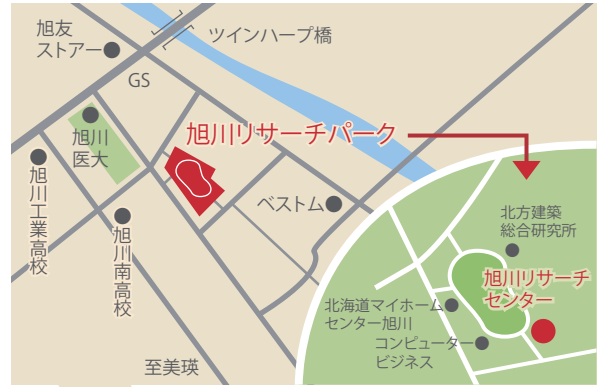 旭友
ストアー
ツインハープ橋
GS
旭川
医大
旭川リサーチパーク
旭川工業高校
旭川南高校
ベストム
北方建築
総合研究所
旭川リサーチ
センター
北海道マイホーム
センター旭川
コンピューター
ビジネス
至美瑛